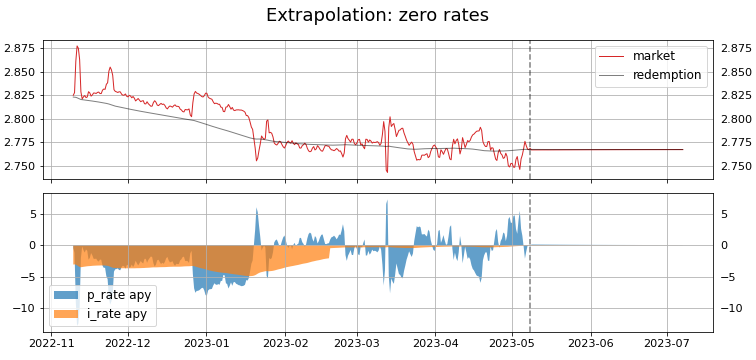 Extrapolation: zero rates
2.875 2.875
2.850 2.850
2.825 2.825
2.800 2.800
2.775 2.775
2.750 2.750
market
redemption
5 5
0 0
−5 −5
−10 −10
p_rate apy
i_rate apy
2022-11 2022-12 2023-01 2023-02 2023-03 2023-04 2023-05 2023-06 2023-07